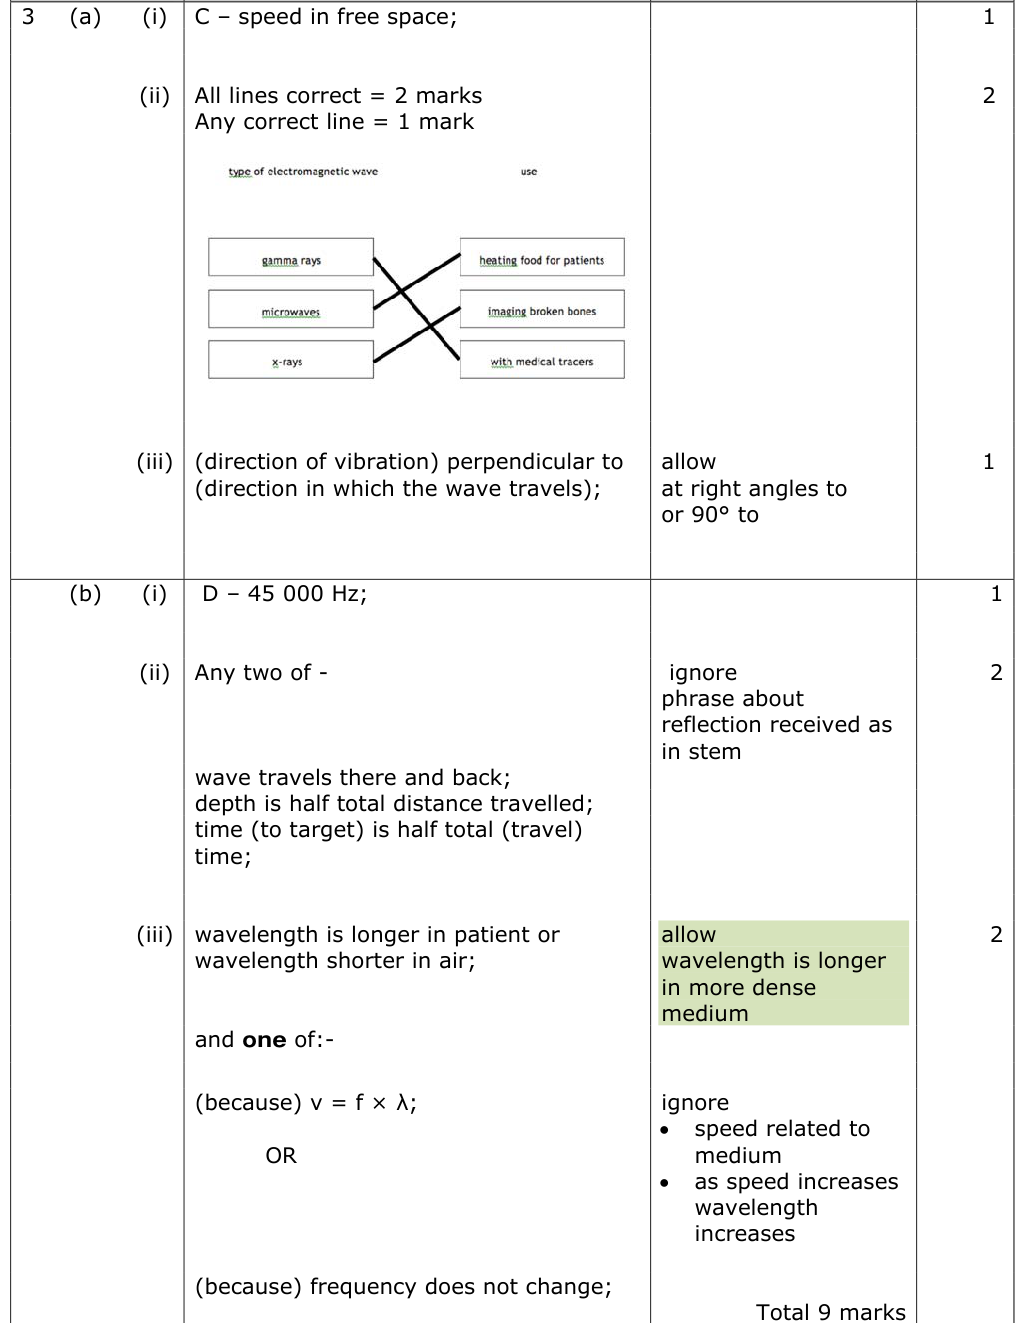 3 (a) (i) C – speed in free space; 1
(ii) All lines correct = 2 marks 2
Any correct line = 1 mark
type of electromagnetic wave use
gamma rays heating food for patients
microwaves imaging broken bones
x-rays with medical tracers
(iii) (direction of vibration) perpendicular to allow 1
(direction in which the wave travels); at right angles to
or 90° to
(b) (i) D – 45 000 Hz; 1
(ii) Any two of - ignore 2
phrase about
reflection received as
in stem
wave travels there and back;
depth is half total distance travelled;
time (to target) is half total (travel)
time;
(iii) wavelength is longer in patient or allow 2
wavelength shorter in air; wavelength is longer
in more dense
medium
and one of:-
(because) v = f × λ; ignore
• speed related to
OR medium
• as speed increases
wavelength
increases
(because) frequency does not change;
Total 9 marks